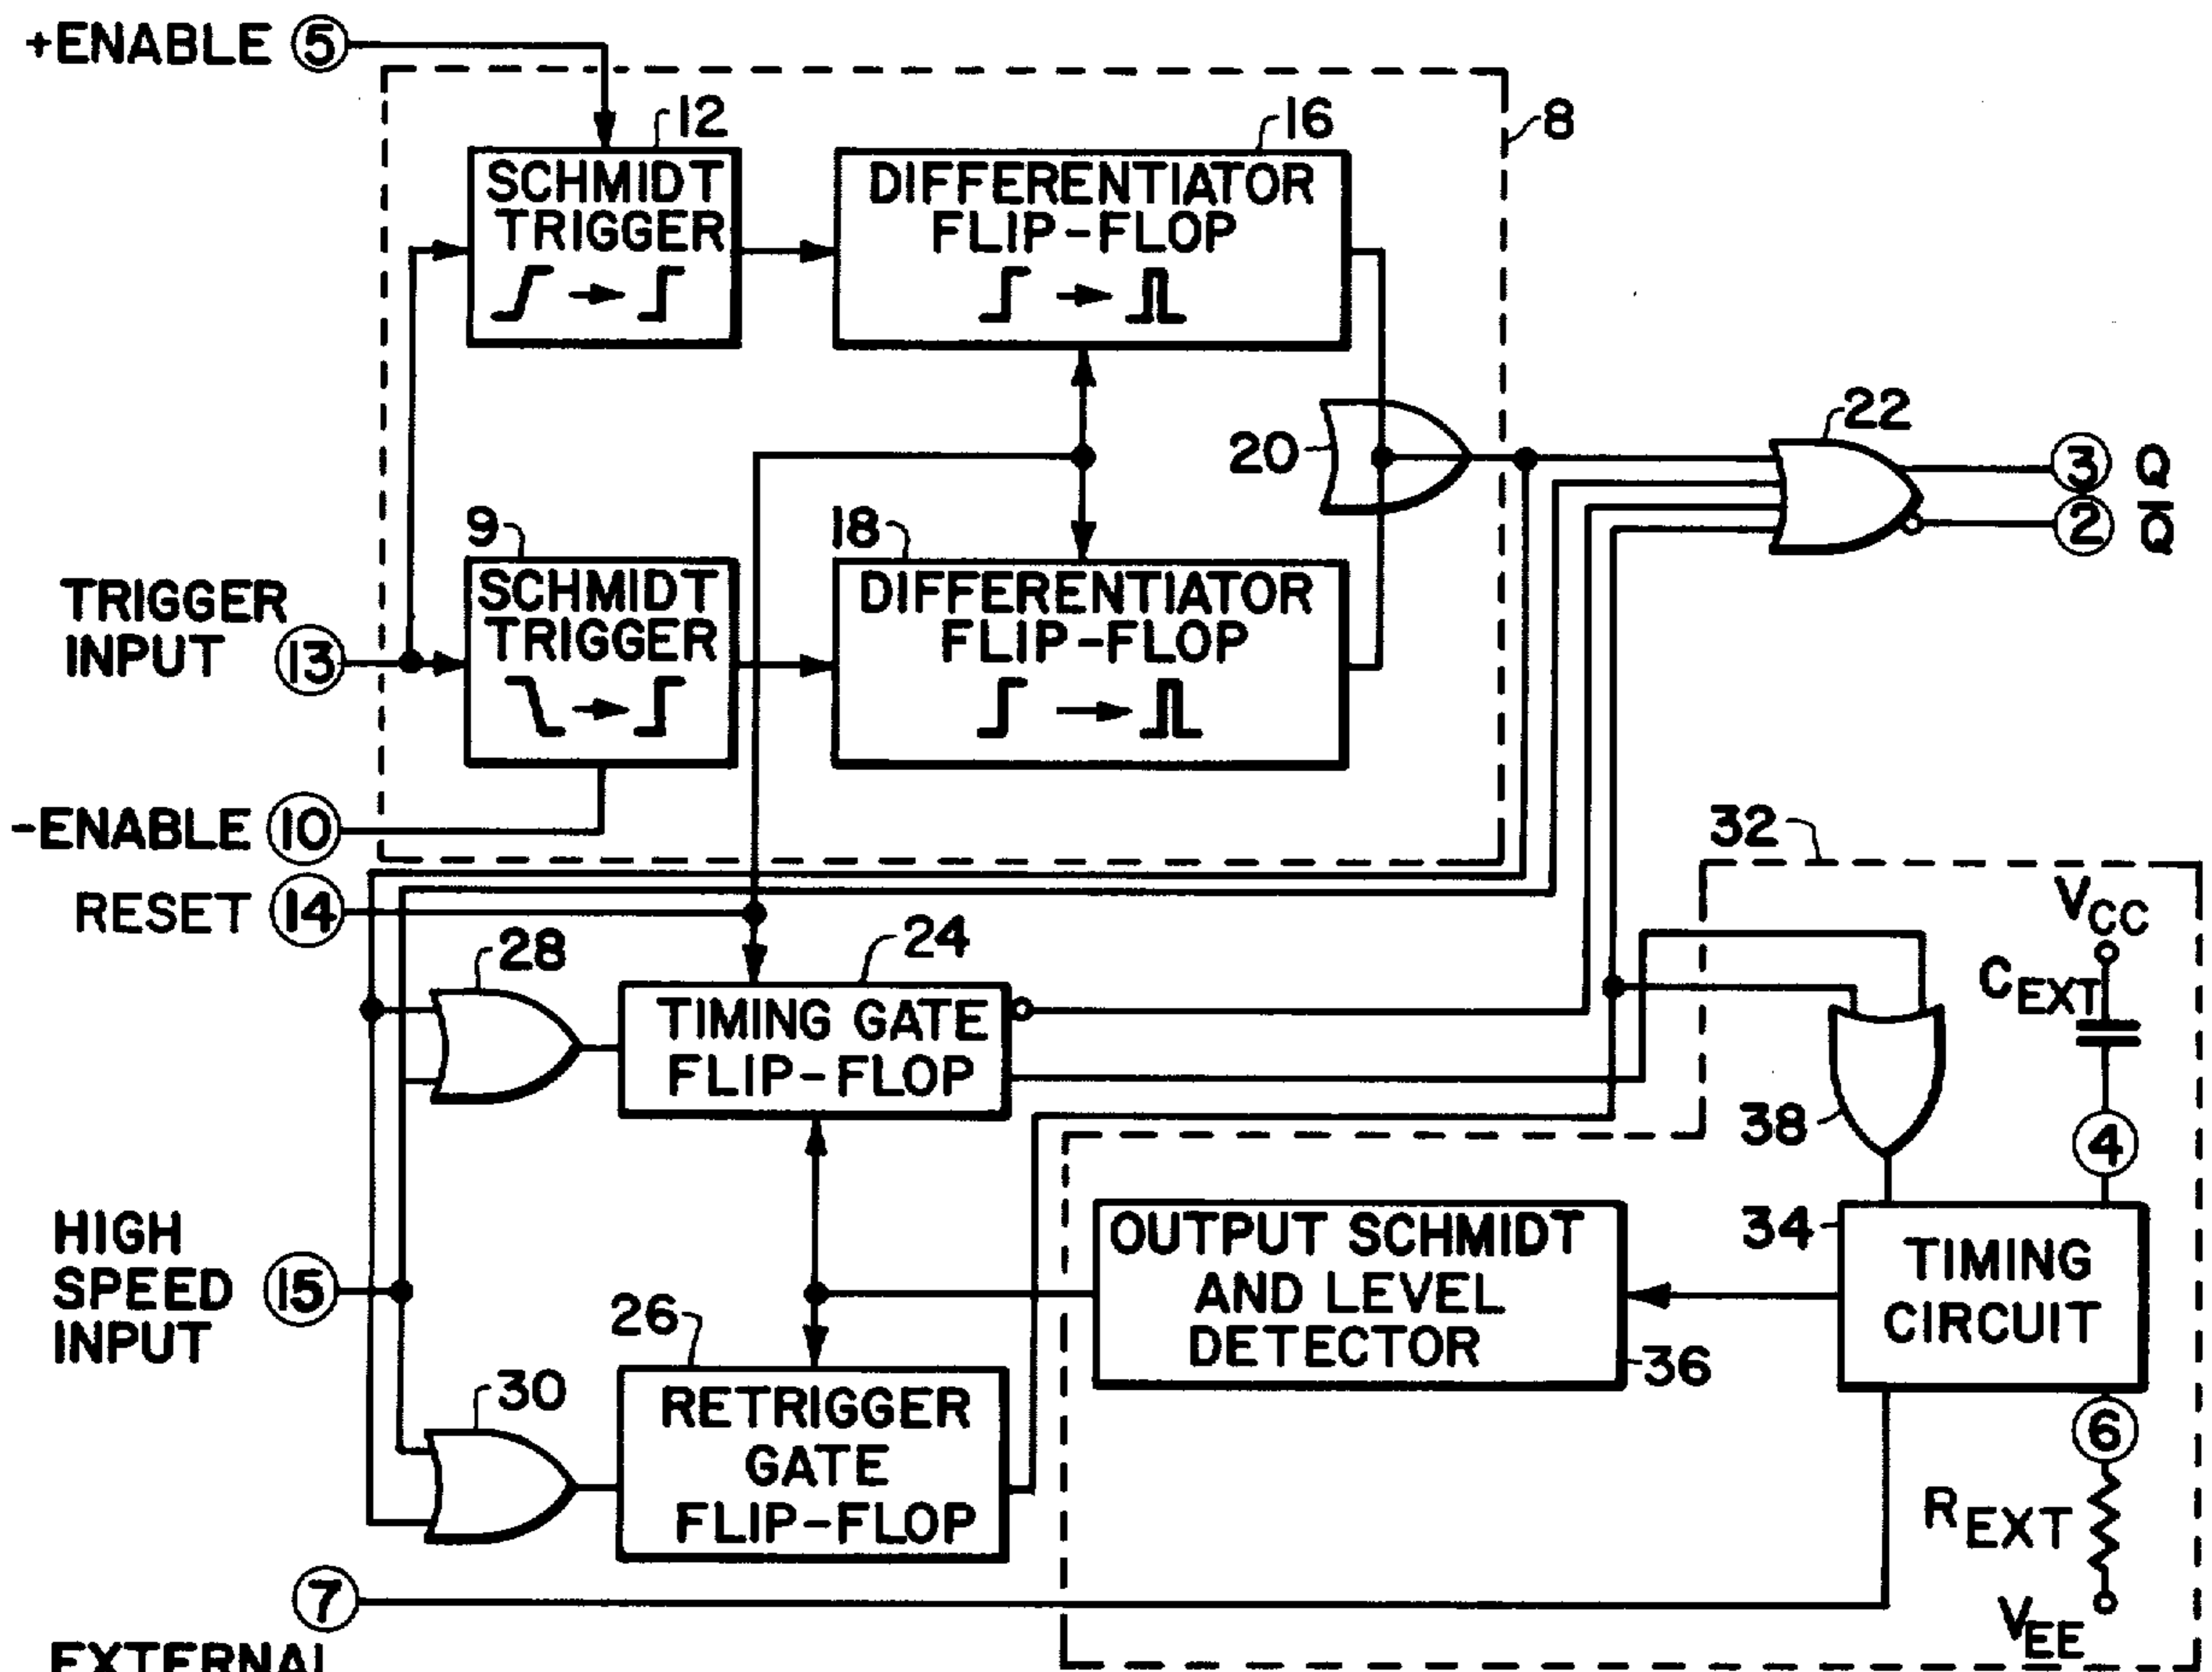 +ENABLE 5
12
16
8
SCHMIDT
TRIGGER
DIFFERENTIATOR
FLIP-FLOP
20
22
3 Q
2 Q̅
9
18
SCHMIDT
TRIGGER
DIFFERENTIATOR
FLIP-FLOP
TRIGGER
INPUT 13
-ENABLE 10
RESET 14
32
VCC
CEXT
28
24
TIMING GATE
FLIP-FLOP
38
4
HIGH
SPEED
INPUT
15
OUTPUT SCHMIDT
AND LEVEL
DETECTOR
36
34
TIMING
CIRCUIT
26
30
RETRIGGER
GATE
FLIP-FLOP
6
REXT
VEE
7
EXTERNAL